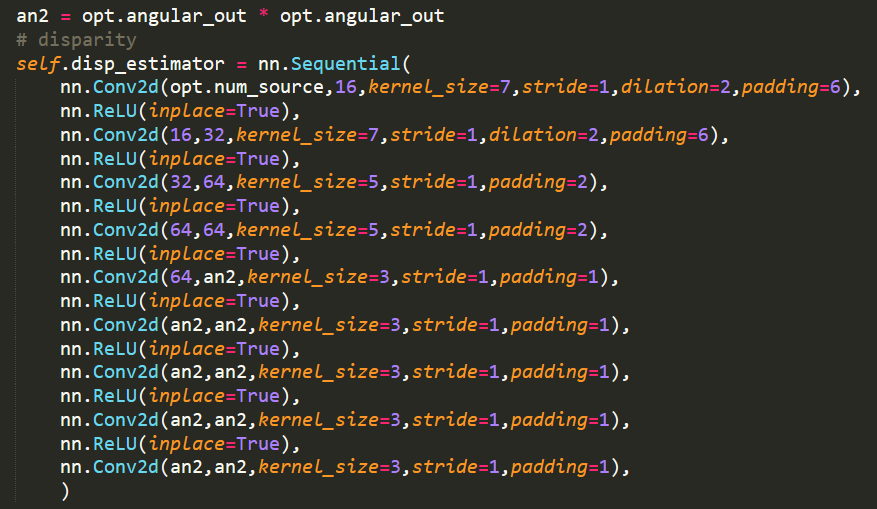 an2 = opt.angular_out * opt.angular_out
# disparity
self.disp_estimator = nn.Sequential(
    nn.Conv2d(opt.num_source,16,kernel_size=7,stride=1,dilation=2,padding=6),
    nn.ReLU(inplace=True),
    nn.Conv2d(16,32,kernel_size=7,stride=1,dilation=2,padding=6),
    nn.ReLU(inplace=True),
    nn.Conv2d(32,64,kernel_size=5,stride=1,padding=2),
    nn.ReLU(inplace=True),
    nn.Conv2d(64,64,kernel_size=5,stride=1,padding=2),
    nn.ReLU(inplace=True),
    nn.Conv2d(64,an2,kernel_size=3,stride=1,padding=1),
    nn.ReLU(inplace=True),
    nn.Conv2d(an2,an2,kernel_size=3,stride=1,padding=1),
    nn.ReLU(inplace=True),
    nn.Conv2d(an2,an2,kernel_size=3,stride=1,padding=1),
    nn.ReLU(inplace=True),
    nn.Conv2d(an2,an2,kernel_size=3,stride=1,padding=1),
    nn.ReLU(inplace=True),
    nn.Conv2d(an2,an2,kernel_size=3,stride=1,padding=1),
    )